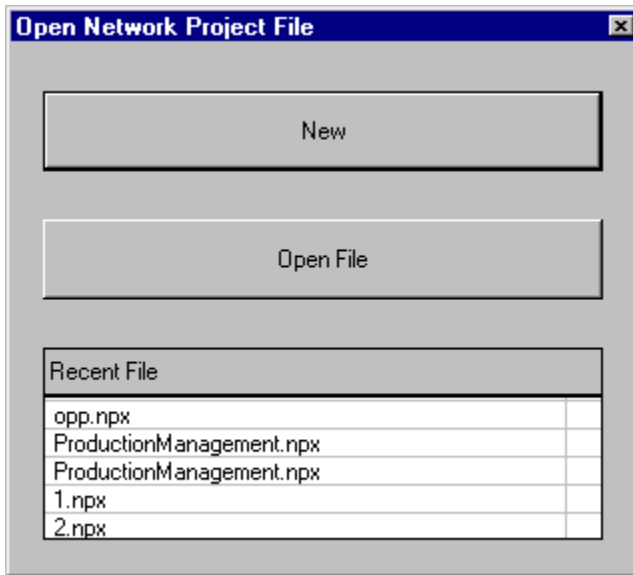 Open Network Project File
New
Open File
Recent File
opp.npx
ProductionManagement.npx
ProductionManagement.npx
1.npx
2.npx